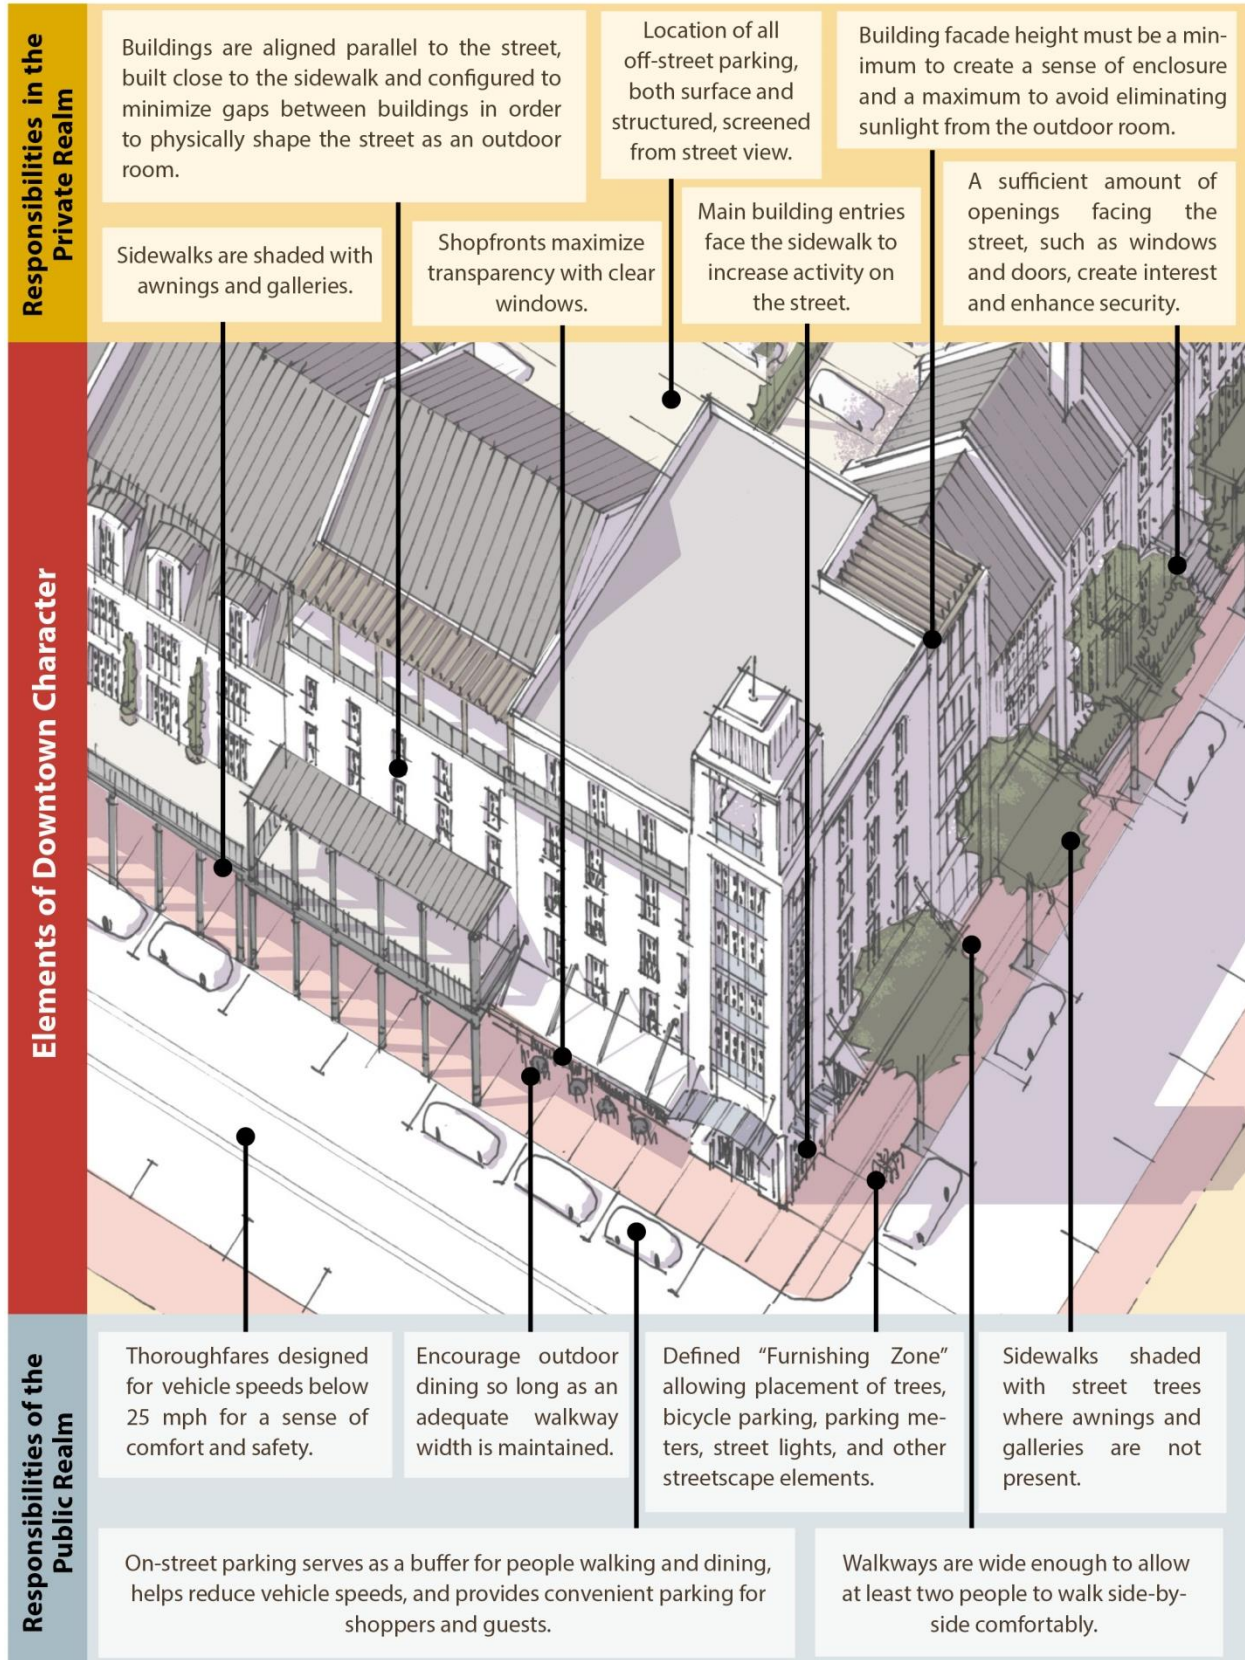 Responsibilities in the
Private Realm
Buildings are aligned parallel to the street,
built close to the sidewalk and configured to
minimize gaps between buildings in order
to physically shape the street as an outdoor
room.
Location of all
off-street parking,
both surface and
structured, screened
from street view.
Building facade height must be a min-
imum to create a sense of enclosure
and a maximum to avoid eliminating
sunlight from the outdoor room.
Sidewalks are shaded with
awnings and galleries.
Shopfronts maximize
transparency with clear
windows.
Main building entries
face the sidewalk to
increase activity on
the street.
A sufficient amount of
openings facing the
street, such as windows
and doors, create interest
and enhance security.
Elements of Downtown Character
Responsibilities of the
Public Realm
Thoroughfares designed
for vehicle speeds below
25 mph for a sense of
comfort and safety.
Encourage outdoor
dining so long as an
adequate walkway
width is maintained.
Defined “Furnishing Zone”
allowing placement of trees,
bicycle parking, parking me-
ters, street lights, and other
streetscape elements.
Sidewalks shaded
with street trees
where awnings and
galleries are not
present.
On-street parking serves as a buffer for people walking and dining,
helps reduce vehicle speeds, and provides convenient parking for
shoppers and guests.
Walkways are wide enough to allow
at least two people to walk side-by-
side comfortably.